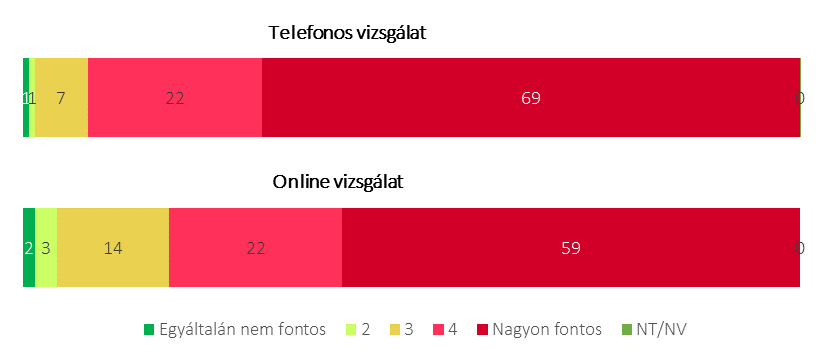 Telefonos vizsgálat
1 1 7 22 69 0
Online vizsgálat
2 3 14 22 59 0
Egyáltalán nem fontos 2 3 4 Nagyon fontos NT/NV